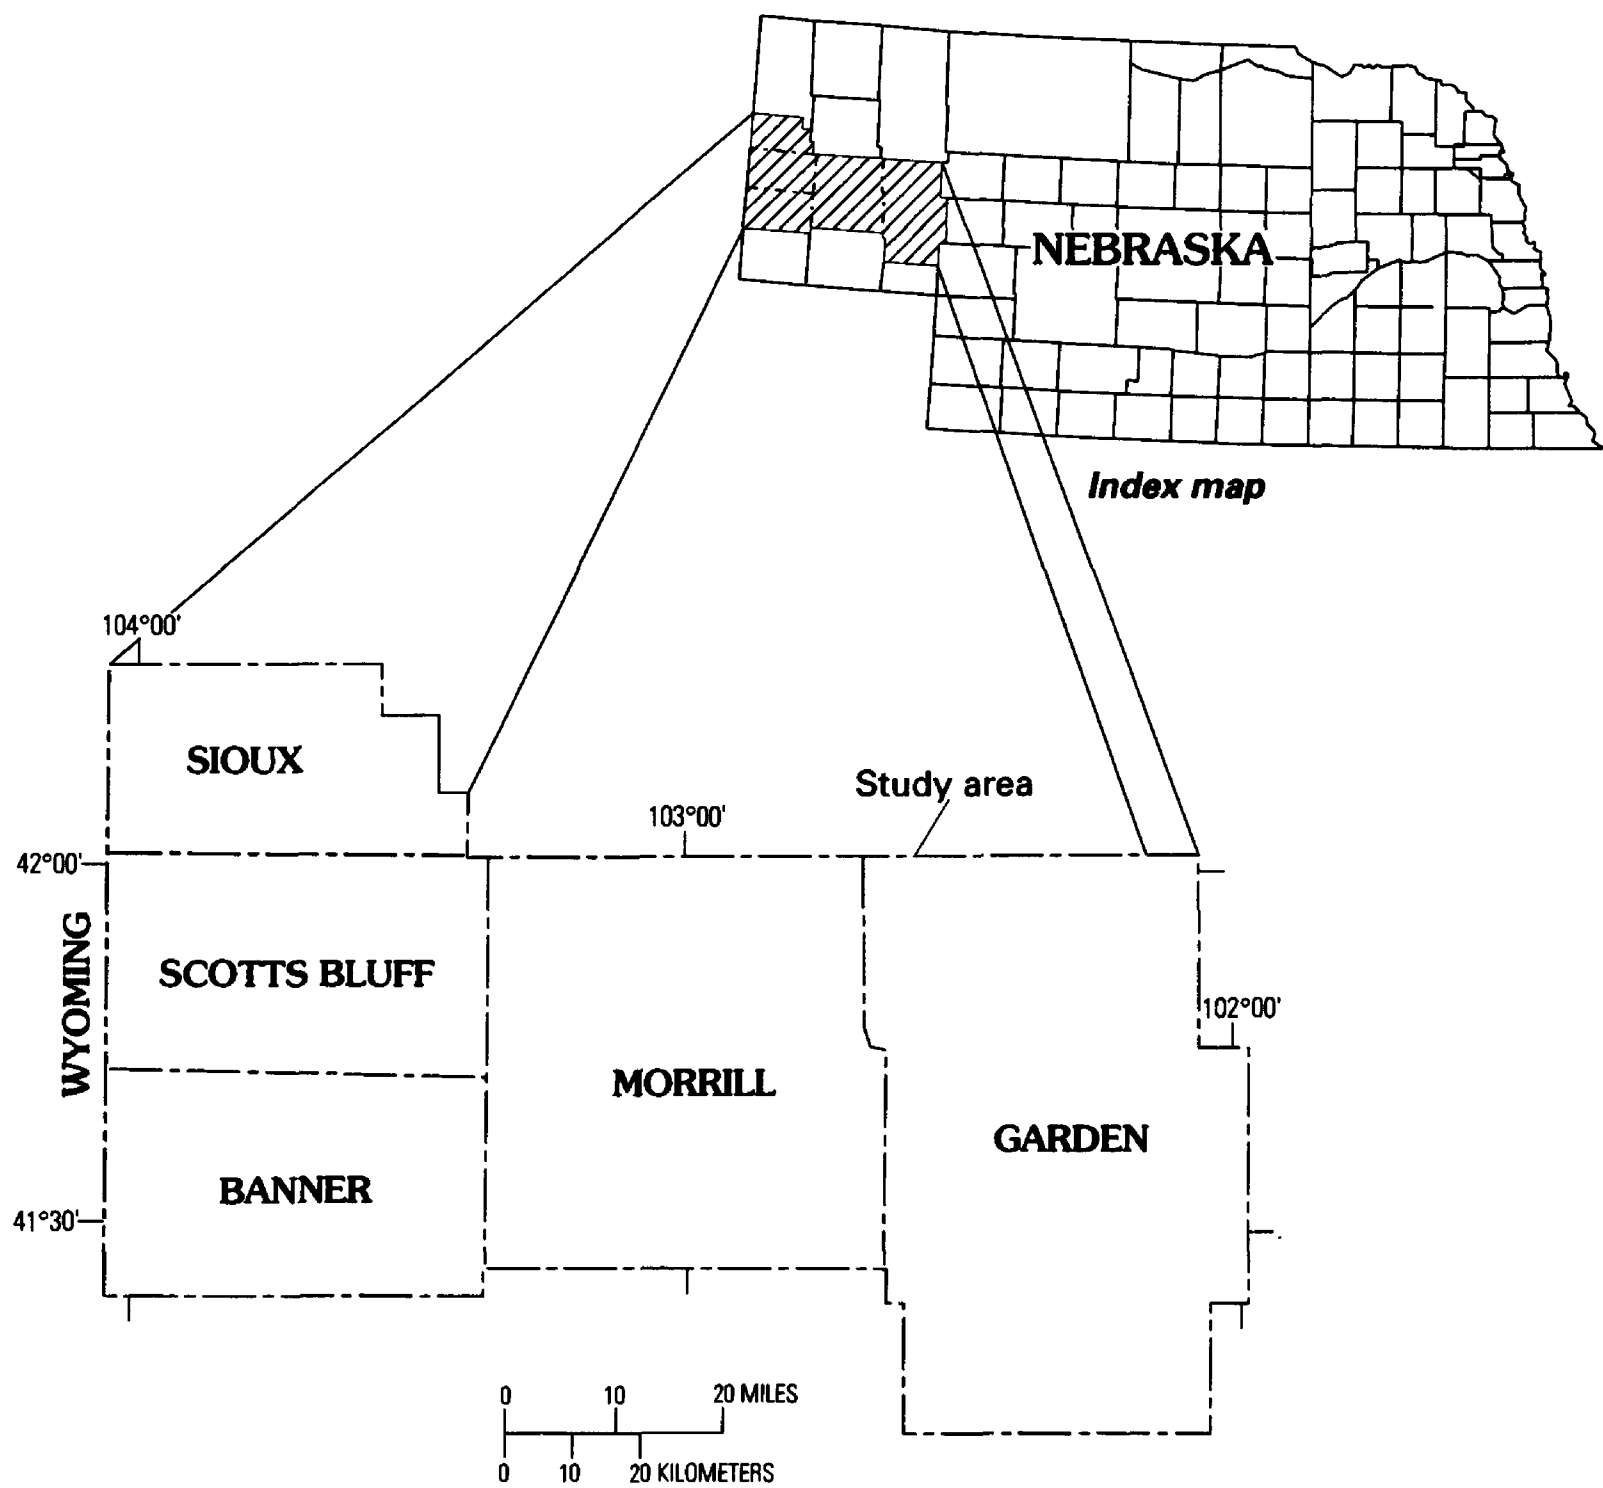 NEBRASKA
Index map
104°00'
SIOUX
Study area
103°00'
42°00'
WYOMING
SCOTTS BLUFF
102°00'
MORRILL
GARDEN
BANNER
41°30'
0 10 20 MILES
0 10 20 KILOMETERS